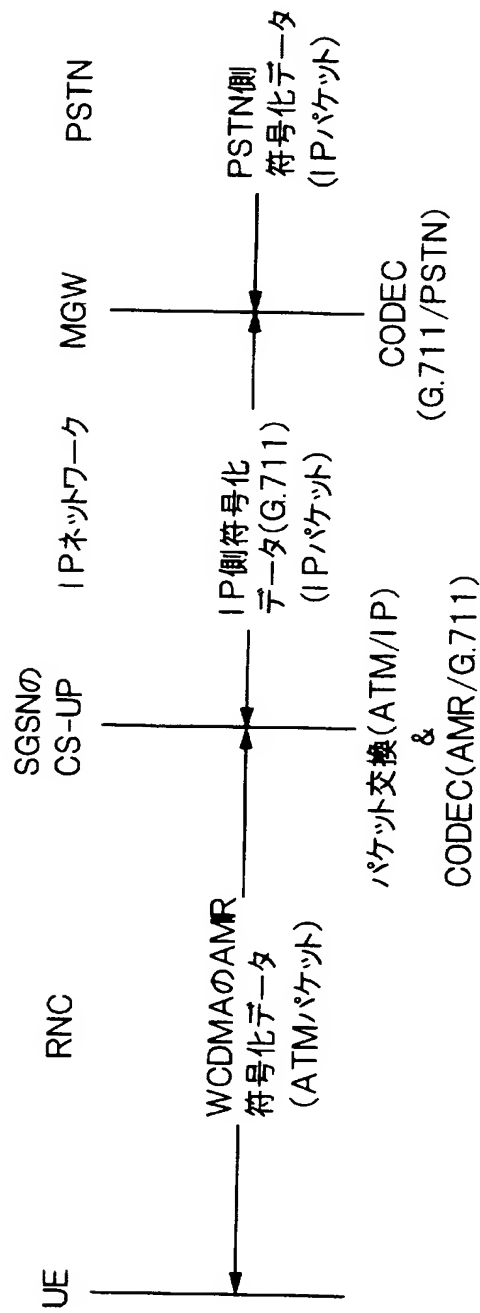 UE
RNC
SGSNの
CS-UP
IPネットワーク
MGW
PSTN
WCDMAのAMR
符号化データ
(ATMパケット)
IP側符号化
データ(G.711)
(IPパケット)
PSTN側
符号化データ
(IPパケット)
パケット交換(ATM/IP)
&
CODEC(AMR/G.711)
CODEC
(G.711/PSTN)